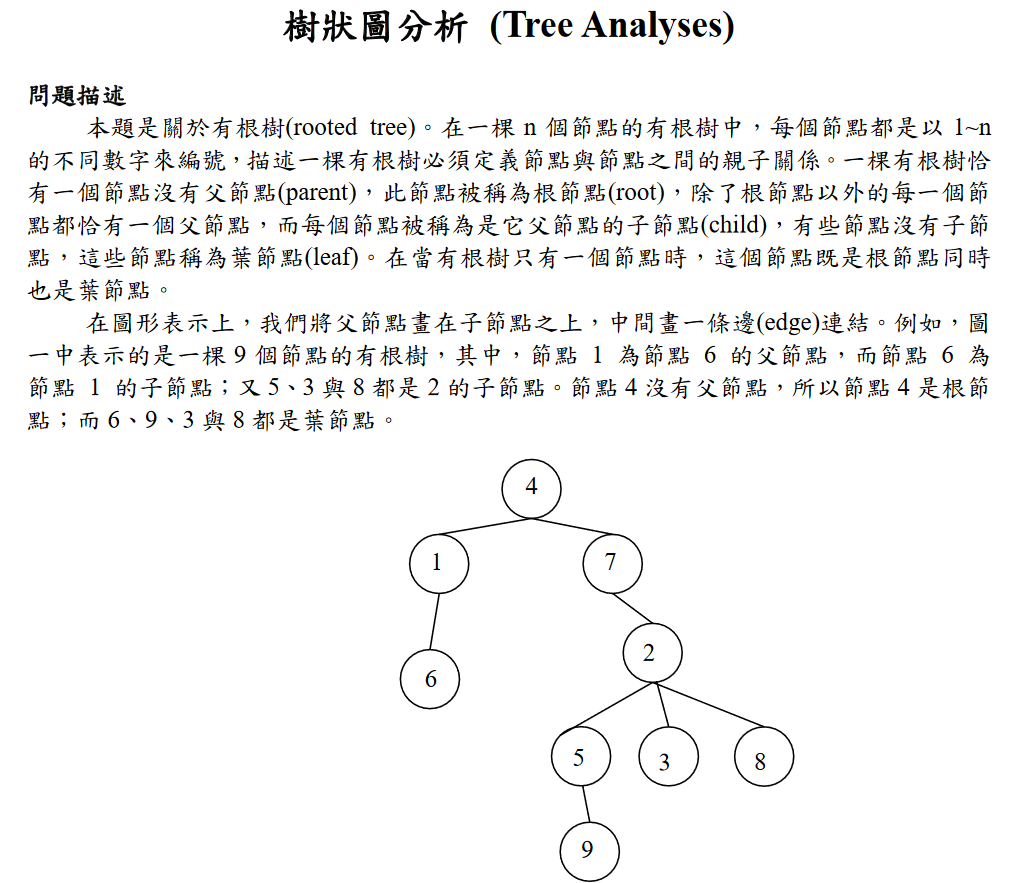 樹狀圖分析 (Tree Analyses)
問題描述
本題是關於有根樹(rooted tree)。在一棵 n 個節點的有根樹中，每個節點都是以 1~n
的不同數字來編號，描述一棵有根樹必須定義節點與節點之間的親子關係。一棵有根樹恰
有一個節點沒有父節點(parent)，此節點被稱為根節點(root)，除了根節點以外的每一個節
點都恰有一個父節點，而每個節點被稱為是它父節點的子節點(child)，有些節點沒有子節
點，這些節點稱為葉節點(leaf)。在當有根樹只有一個節點時，這個節點既是根節點同時
也是葉節點。
在圖形表示上，我們將父節點畫在子節點之上，中間畫一條邊(edge)連結。例如，圖
一中表示的是一棵 9 個節點的有根樹，其中，節點 1 為節點 6 的父節點，而節點 6 為
節點 1 的子節點；又 5、3 與 8 都是 2 的子節點。節點 4 沒有父節點，所以節點 4 是根節
點；而 6、9、3 與 8 都是葉節點。
4
1
7
2
6
5
3
8
9